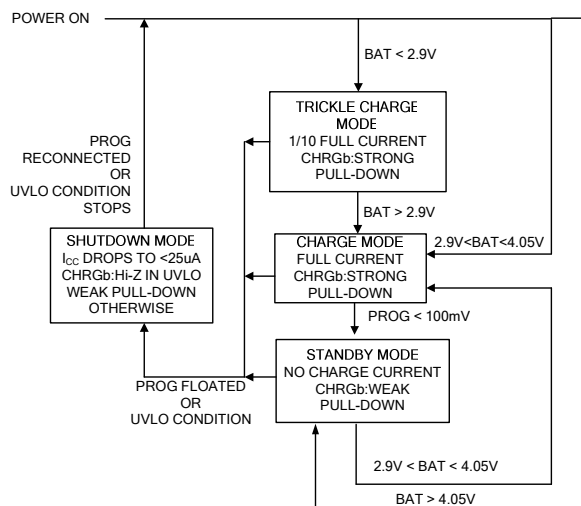 POWER ON
BAT < 2.9V
TRICKLE CHARGE
MODE
1/10 FULL CURRENT
CHRGb:STRONG
PULL-DOWN
PROG
RECONNECTED
OR
UVLO CONDITION
STOPS
BAT > 2.9V
SHUTDOWN MODE
ICC DROPS TO <25uA
CHRGb:Hi-Z IN UVLO
WEAK PULL-DOWN
OTHERWISE
CHARGE MODE
FULL CURRENT
CHRGb:STRONG
PULL-DOWN
2.9V<BAT<4.05V
PROG < 100mV
STANDBY MODE
NO CHARGE CURRENT
CHRGb:WEAK
PULL-DOWN
PROG FLOATED
OR
UVLO CONDITION
2.9V < BAT < 4.05V
BAT > 4.05V